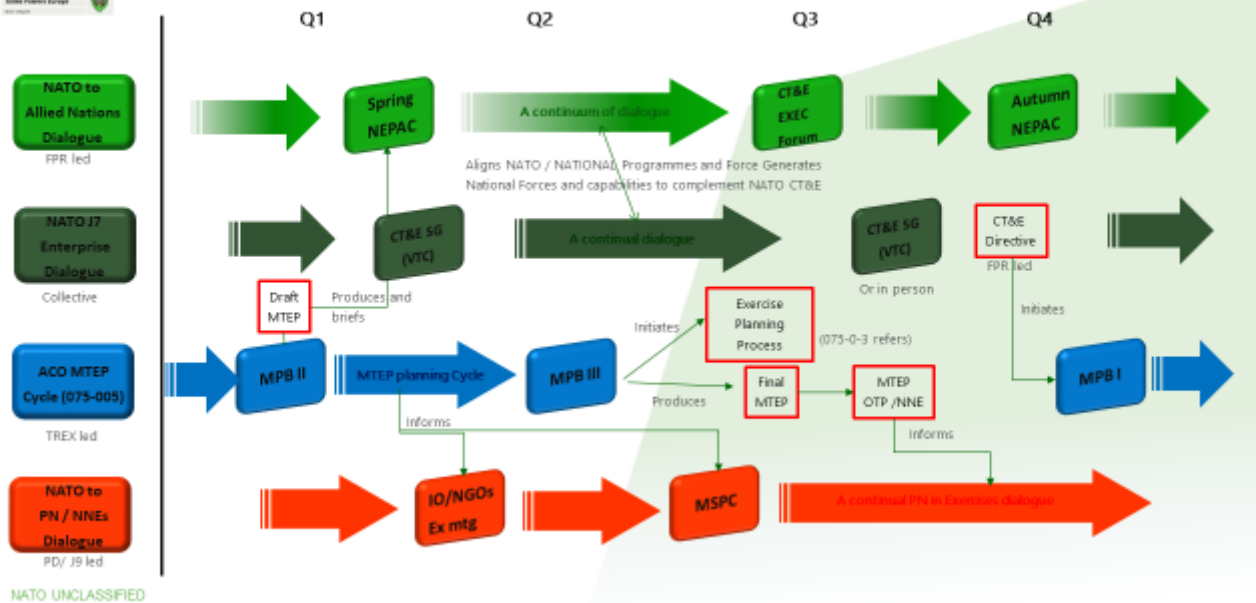 Allied Powers Europe
Q1
Q2
Q3
Q4
NATO to
Allied Nations
Dialogue
FPR led
Spring
NEPAC
A continuum of dialogue
CT&E
EXEC
Forum
Autumn
NEPAC
Aligns NATO / NATIONAL Programmes and Force Generates
National Forces and capabilities to complement NATO CT&E
NATO J7
Enterprise
Dialogue
Collective
CT&E SG
(VTC)
A continual dialogue
CT&E SG
(VTC)
Or in person
CT&E
Directive
FPR led
Draft
MTEP
Produces and
briefs
Initiates
Exercise
Planning
Process
(075-0-3 refers)
Initiates
ACO MTEP
Cycle (075-005)
TREX led
MPB II
MTEP planning Cycle
MPB III
Produces
Final
MTEP
MTEP
OTP /NNE
MPB I
Informs
Informs
NATO to
PN / NNEs
Dialogue
PD/ J9 led
IO/NGOs
Ex mtg
MSPC
A continual PN in Exercises dialogue
NATO UNCLASSIFIED